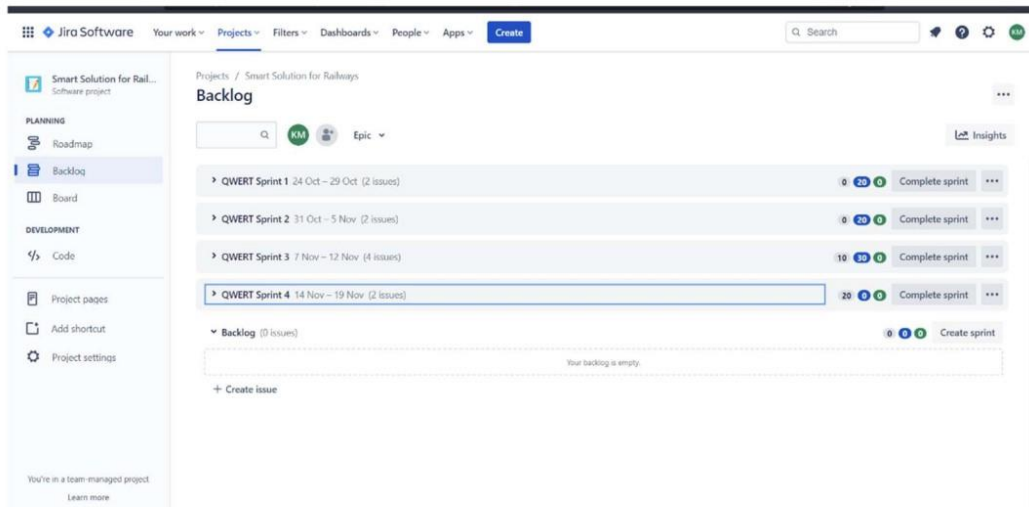 Jira Software Your work Projects Filters Dashboards People Apps Create Search KM
Smart Solution for Rail...
Software project
PLANNING
Roadmap
Backlog
Board
DEVELOPMENT
Code
Project pages
Add shortcut
Project settings
You're in a team-managed project
Learn more
Projects / Smart Solution for Railways
Backlog
KM Epic Insights
QWERT Sprint 1 24 Oct – 29 Oct (2 issues) 0 20 0 Complete sprint
QWERT Sprint 2 31 Oct – 5 Nov (2 issues) 0 20 0 Complete sprint
QWERT Sprint 3 7 Nov – 12 Nov (4 issues) 10 30 0 Complete sprint
QWERT Sprint 4 14 Nov – 19 Nov (2 issues) 20 0 0 Complete sprint
Backlog (0 issues) 0 0 0 Create sprint
Your backlog is empty.
+ Create issue